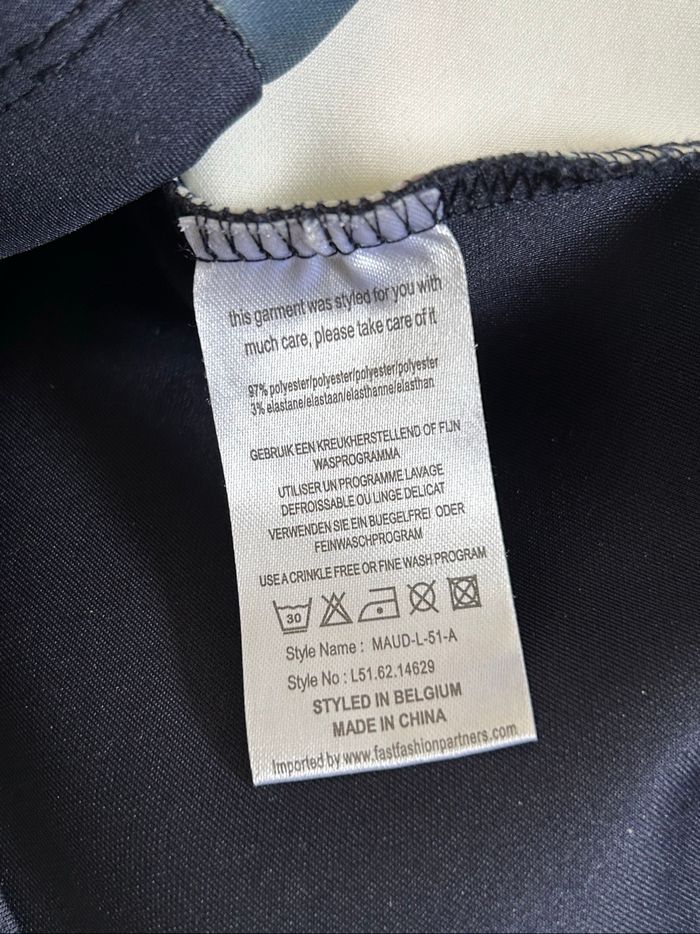 this garment was styled for you with
much care, please take care of it
97% polyester/polyester/polyester/polyester
3% elastane/elastaan/elasthanne/elasthan
GEBRUIK EEN KREUKHERSTELLEND OF FIJN
WASPROGRAMMA
UTILISER UN PROGRAMME LAVAGE
DEFROISSABLE OU LINGE DELICAT
VERWENDEN SIE EIN BUEGELFREI ODER
FEINWASCHPROGRAM
USE A CRINKLE FREE OR FINE WASH PROGRAM
30
Style Name : MAUD-L-51-A
Style No : L51.62.14629
STYLED IN BELGIUM
MADE IN CHINA
Imported by www.fastfashionpartners.com